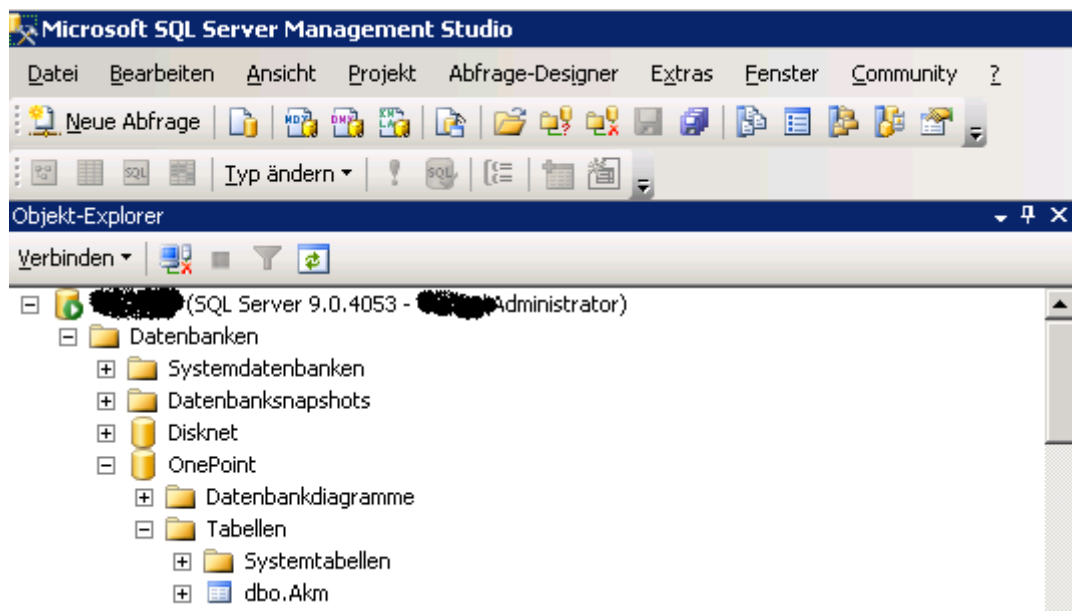 Microsoft SQL Server Management Studio
Datei Bearbeiten Ansicht Projekt Abfrage-Designer Extras Fenster Community ?
Neue Abfrage
Typ ändern
Objekt-Explorer
Verbinden
(SQL Server 9.0.4053 - Administrator)
Datenbanken
Systemdatenbanken
Datenbanksnapshots
Disknet
OnePoint
Datenbankdiagramme
Tabellen
Systemtabellen
dbo.Akm